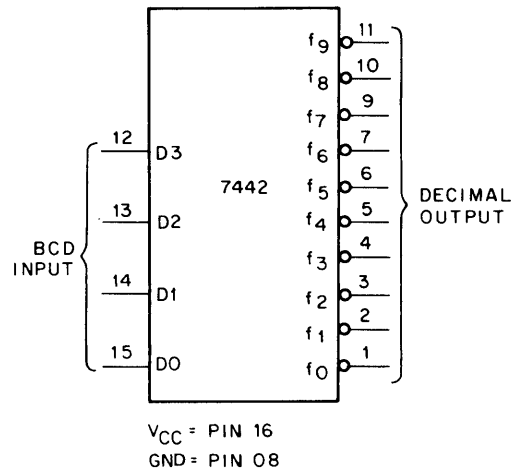 f9 11
f8 10
f7 9
12 D3 f6 7
7442 f5 6
13 D2 f4 5
DECIMAL
OUTPUT
BCD
INPUT
f3 4
14 D1 f2 3
f1 2
15 D0 f0 1
VCC = PIN 16
GND = PIN 08